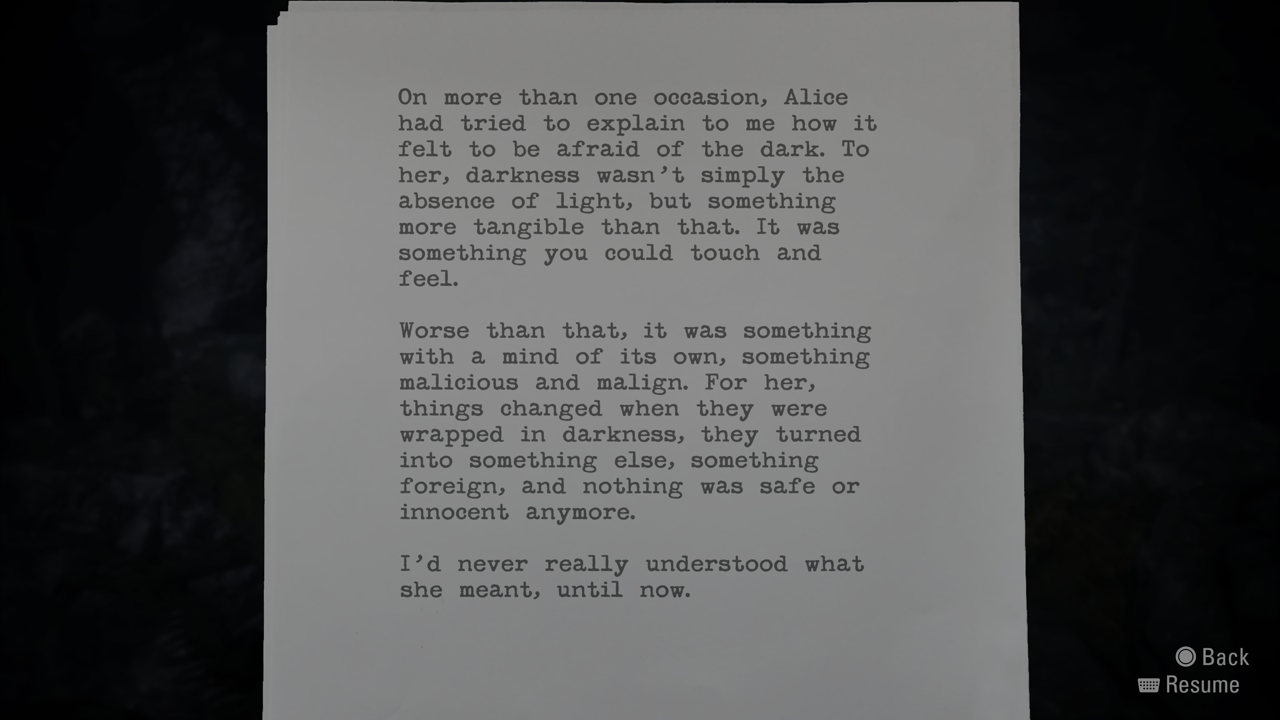 On more than one occasion, Alice
had tried to explain to me how it
felt to be afraid of the dark. To
her, darkness wasn't simply the
absence of light, but something
more tangible than that. It was
something you could touch and
feel.
Worse than that, it was something
with a mind of its own, something
malicious and malign. For her,
things changed when they were
wrapped in darkness, they turned
into something else, something
foreign, and nothing was safe or
innocent anymore.
I'd never really understood what
she meant, until now.
Back
Resume